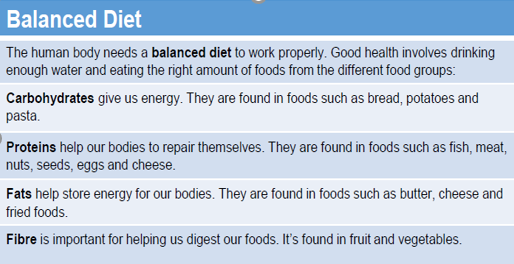 Balanced Diet
The human body needs a balanced diet to work properly. Good health involves drinking
enough water and eating the right amount of foods from the different food groups:
Carbohydrates give us energy. They are found in foods such as bread, potatoes and
pasta.
Proteins help our bodies to repair themselves. They are found in foods such as fish, meat,
nuts, seeds, eggs and cheese.
Fats help store energy for our bodies. They are found in foods such as butter, cheese and
fried foods.
Fibre is important for helping us digest our foods. It’s found in fruit and vegetables.